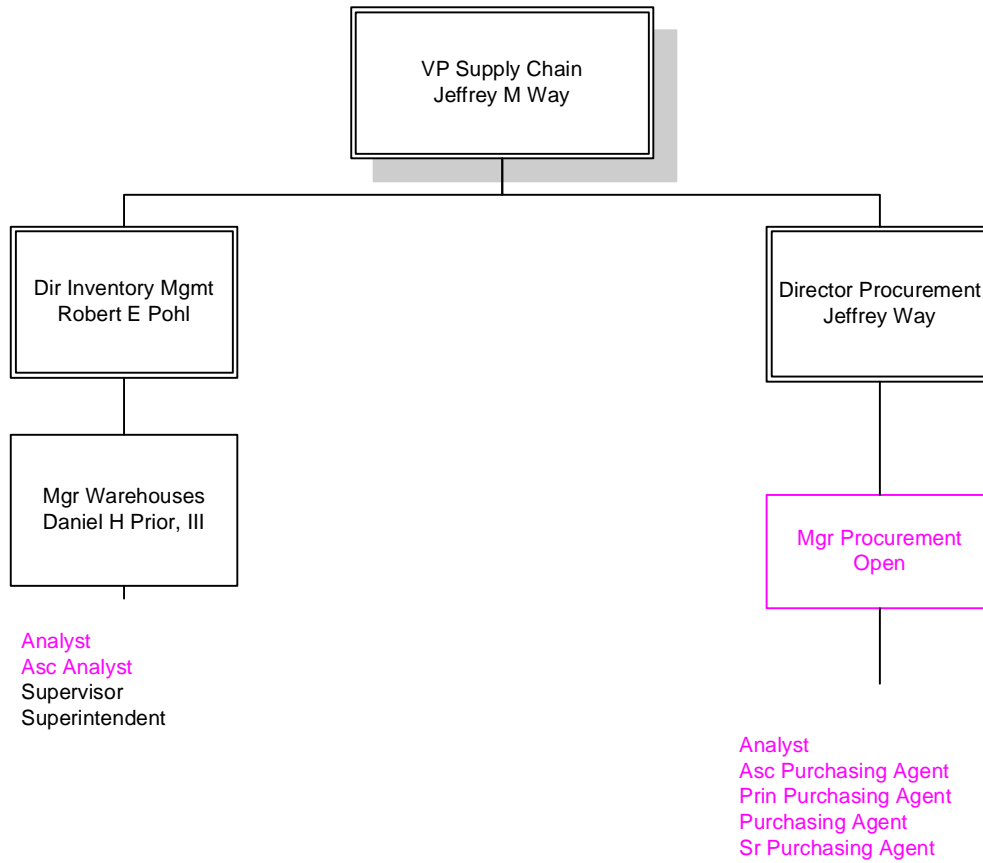 VP Supply Chain
Jeffrey M Way
Dir Inventory Mgmt
Robert E Pohl
Director Procurement
Jeffrey Way
Mgr Warehouses
Daniel H Prior, III
Mgr Procurement
Open
Analyst
Asc Analyst
Supervisor
Superintendent
Analyst
Asc Purchasing Agent
Prin Purchasing Agent
Purchasing Agent
Sr Purchasing Agent